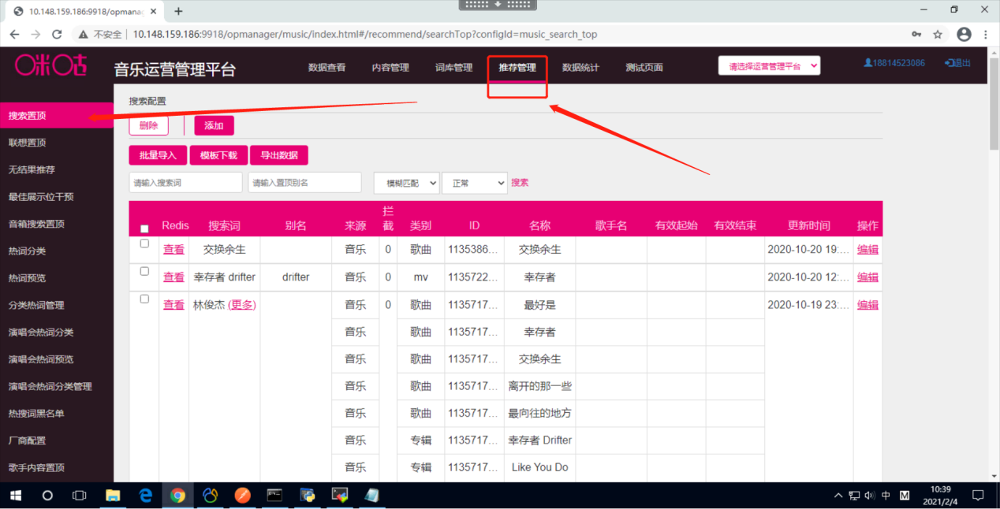 10.148.159.186:9918/opmana
不安全 | 10.148.159.186:9918/opmanager/music/index.html#/recommend/searchTop?configId=music_search_top
咪咕 音乐运营管理平台 数据查看 内容管理 词库管理 推荐管理 数据统计 测试页面 请选择运营管理平台 18814523086 退出
搜索置顶
联想置顶
无结果推荐
最佳展示位干预
音箱搜索置顶
热词分类
热词预览
分类热词管理
演唱会热词分类
演唱会热词预览
演唱会热词分类管理
热搜词黑名单
厂商配置
歌手内容置顶
搜索配置
删除 添加
批量导入 模板下载 导出数据
请输入搜索词 请输入置顶别名 模糊匹配 正常 搜索
Redis 搜索词 别名 来源 拦截 类别 ID 名称 歌手名 有效起始 有效结束 更新时间 操作
查看 交换余生 音乐 0 歌曲 1135386... 交换余生 2020-10-20 19:... 编辑
查看 幸存者 drifter drifter 音乐 0 mv 1135722... 幸存者 2020-10-20 12:... 编辑
查看 林俊杰 (更多) 音乐 0 歌曲 1135717... 最好是 2020-10-19 23:... 编辑
音乐 歌曲 1135717... 幸存者
音乐 歌曲 1135717... 交换余生
音乐 歌曲 1135717... 离开的那一些
音乐 歌曲 1135717... 最向往的地方
音乐 专辑 1135717... 幸存者 Drifter
音乐 专辑 1135717... Like You Do
中 M 10:39
2021/2/4